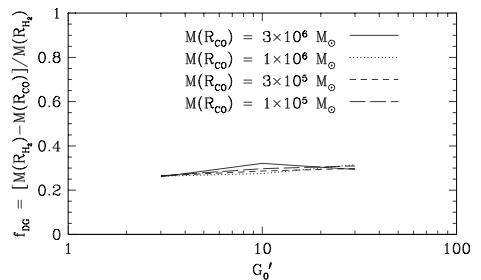 1
0.8
0.6
0.4
0.2
0
f_DG = [M(R_H₂)−M(R_CO)]/M(R_H₂)
M(R_CO) = 3×10⁶ M_⊙
M(R_CO) = 1×10⁶ M_⊙
M(R_CO) = 3×10⁵ M_⊙
M(R_CO) = 1×10⁵ M_⊙
1 10 100
G₀′